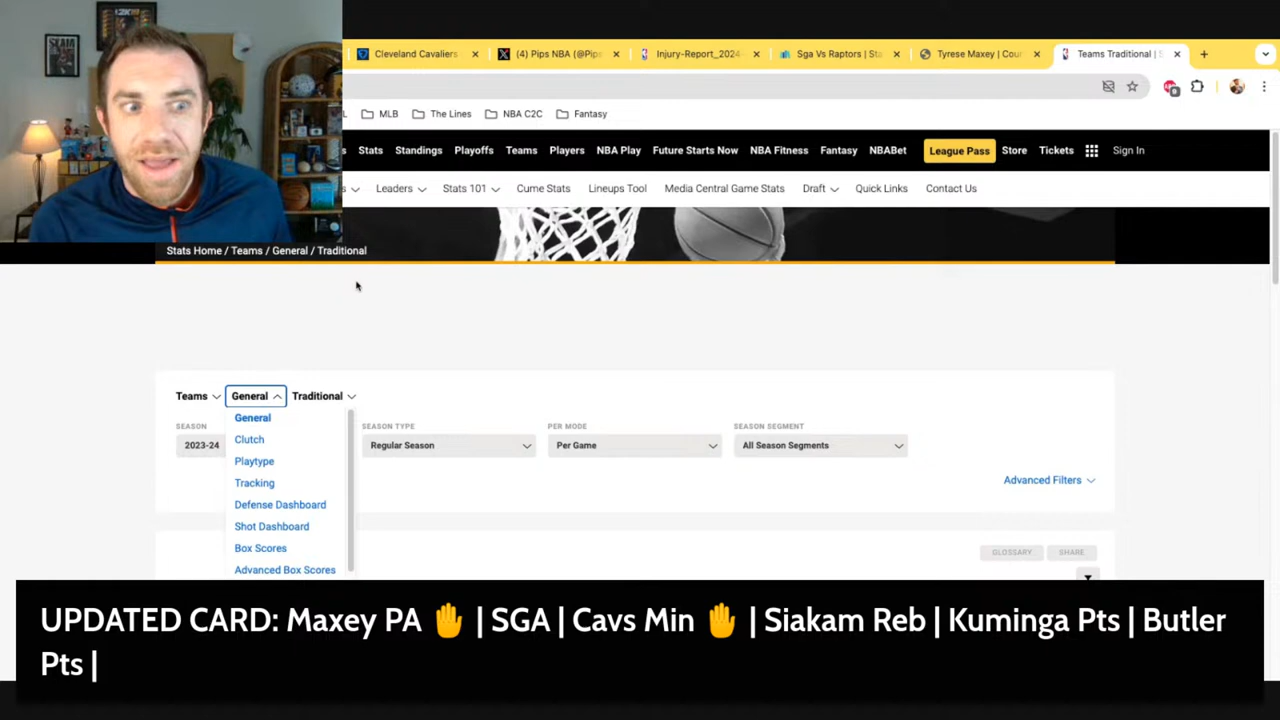 2K19
SLAM
Cleveland Cavaliers
(4) Pips NBA (@Pips
Injury-Report_2024
Sga Vs Raptors | Sta
Tyrese Maxey | Cou
Teams Traditional | S
MLB
The Lines
NBA C2C
Fantasy
Stats
Standings
Playoffs
Teams
Players
NBA Play
Future Starts Now
NBA Fitness
Fantasy
NBABet
League Pass
Store
Tickets
Sign In
Leaders
Stats 101
Cume Stats
Lineups Tool
Media Central Game Stats
Draft
Quick Links
Contact Us
Stats Home / Teams / General / Traditional
Teams
General
Traditional
SEASON
SEASON TYPE
PER MODE
SEASON SEGMENT
2023-24
Regular Season
Per Game
All Season Segments
General
Clutch
Playtype
Tracking
Defense Dashboard
Shot Dashboard
Box Scores
Advanced Box Scores
Advanced Filters
GLOSSARY
SHARE
UPDATED CARD: Maxey PA ✋ | SGA | Cavs Min ✋ | Siakam Reb | Kuminga Pts | Butler
Pts |